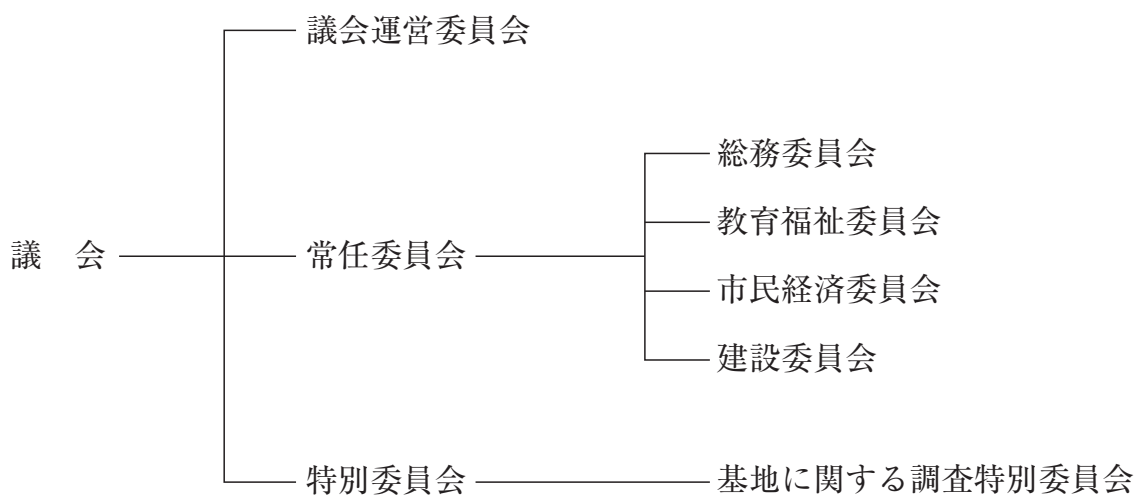 議会運営委員会
総務委員会
教育福祉委員会
議　会
常任委員会
市民経済委員会
建設委員会
特別委員会
基地に関する調査特別委員会